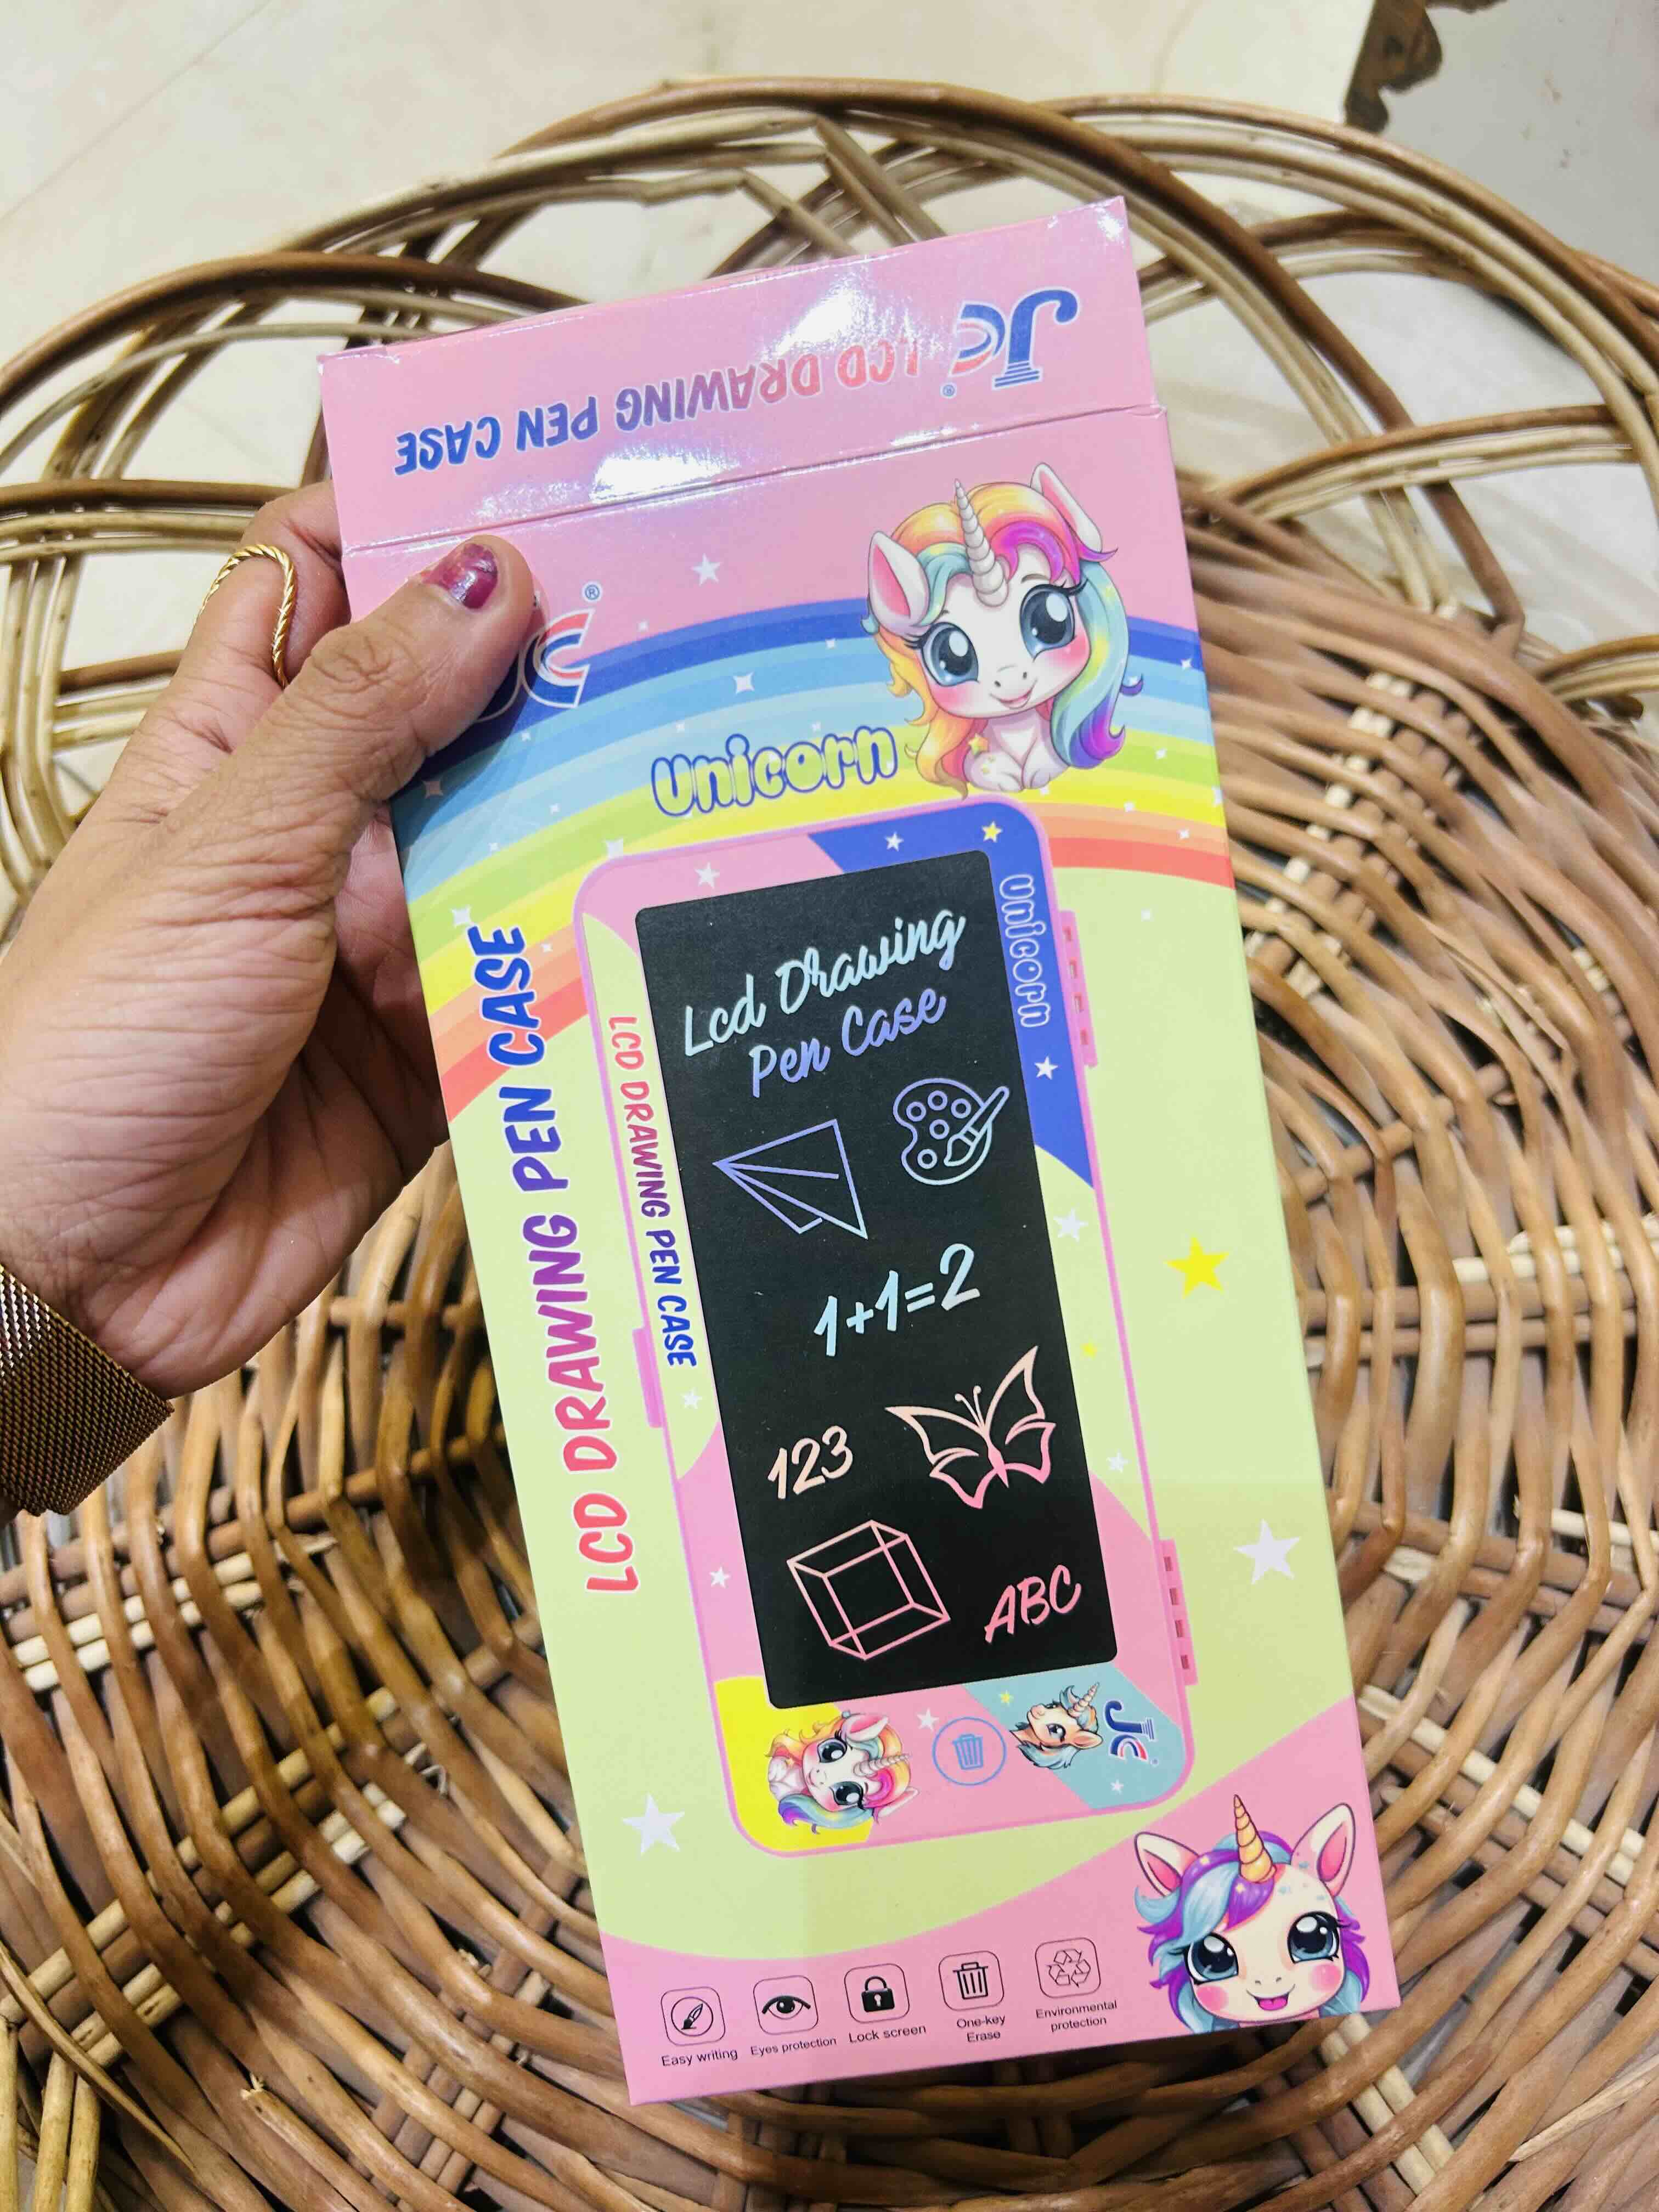 Jc® LCD DRAWING PEN CASE
Jc®
Unicorn
LCD DRAWING PEN CASE
Unicorn
LCD DRAWING PEN CASE
Lcd Drawing
Pen Case
1+1=2
123
ABC
Jc
Easy writing
Eyes protection
Lock screen
One-key
Erase
Environmental
protection